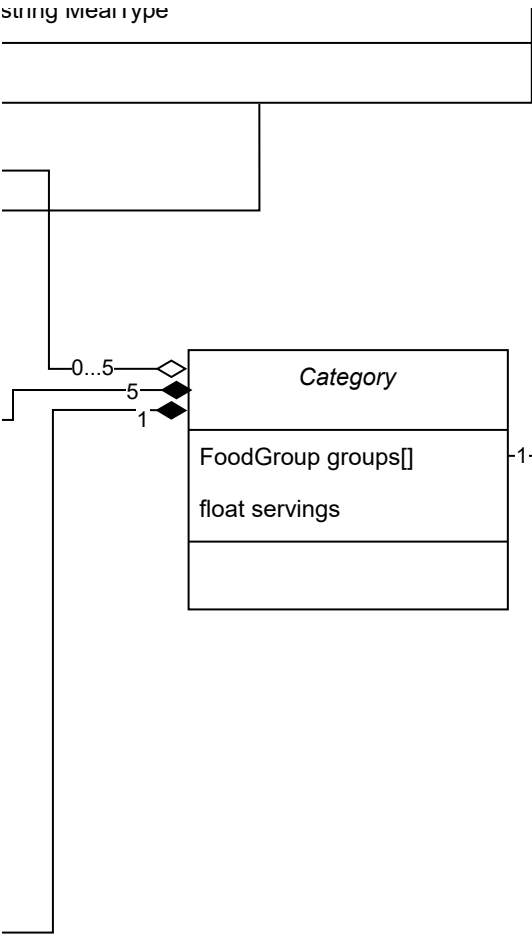 string MealType
0...5
Category
5
1
FoodGroup groups[]
1
float servings